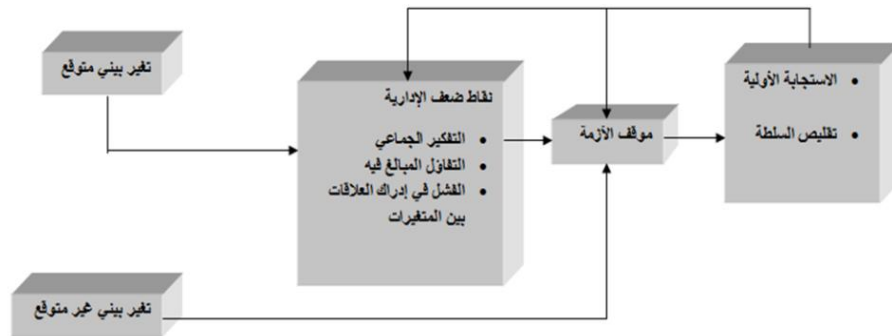 تغير بيئي متوقع
نقاط ضعف الإدارية
التفكير الجماعي
التفاؤل المبالغ فيه
الفشل في إدراك العلاقات
بين المتغيرات
موقف الأزمة
الاستجابة الأولية
تقليص السلطة
تغير بيئي غير متوقع